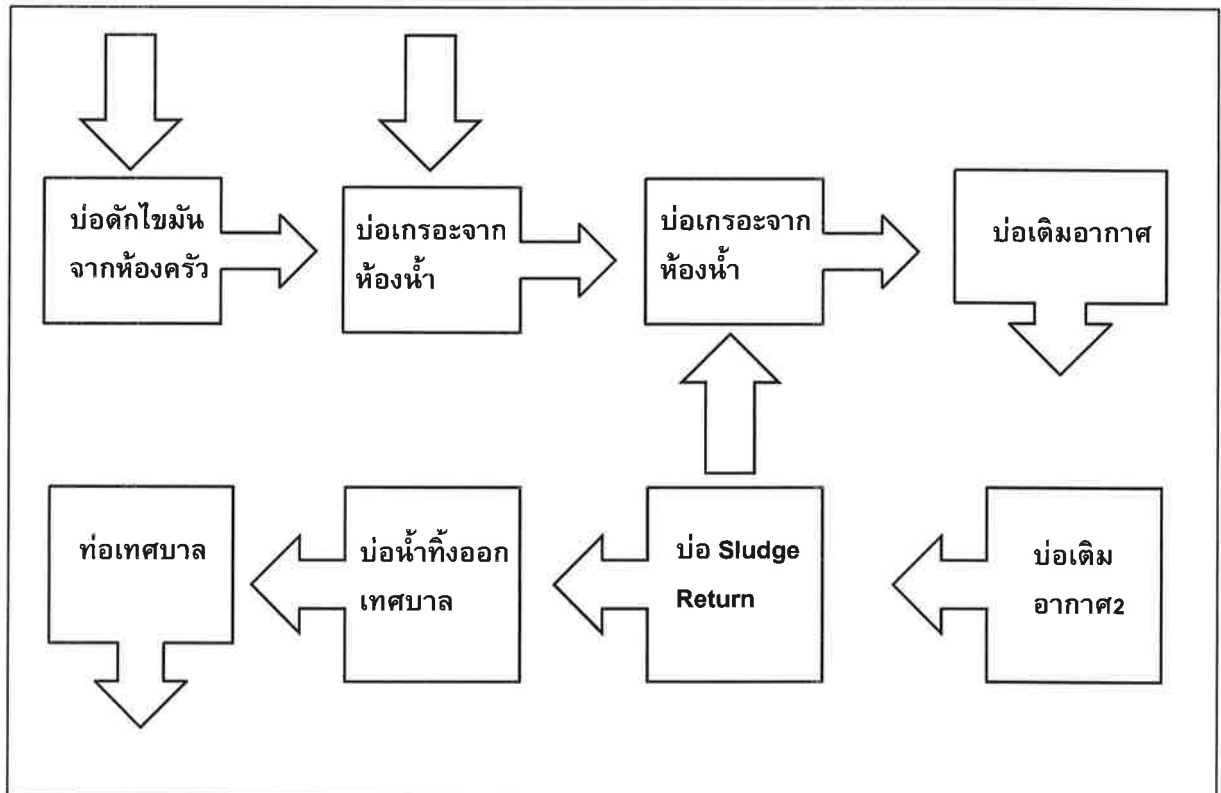 บ่อดักไขมัน
จากห้องครัว
บ่อเกรอะจาก
ห้องน้ำ
บ่อเกรอะจาก
ห้องน้ำ
บ่อเติมอากาศ
ท่อเทศบาล
บ่อน้ำทิ้งออก
เทศบาล
บ่อ Sludge
Return
บ่อเติม
อากาศ2